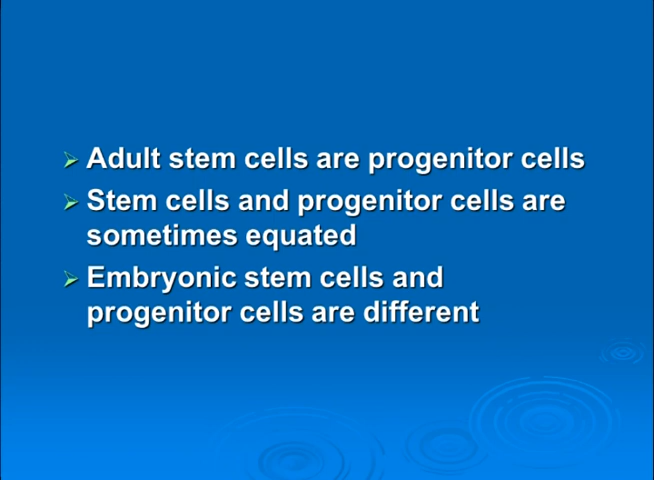 Adult stem cells are progenitor cells
Stem cells and progenitor cells are
sometimes equated
Embryonic stem cells and
progenitor cells are different